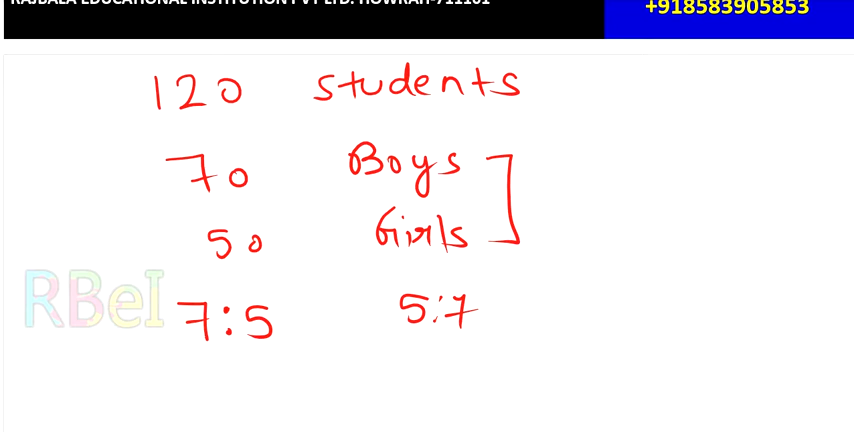 RAJBALA EDUCATIONAL INSTITUTION PVT LTD. HOWRAH-711101
+918583905853
120 students
70 Boys
50 Girls
RBeI
7:5 5:7